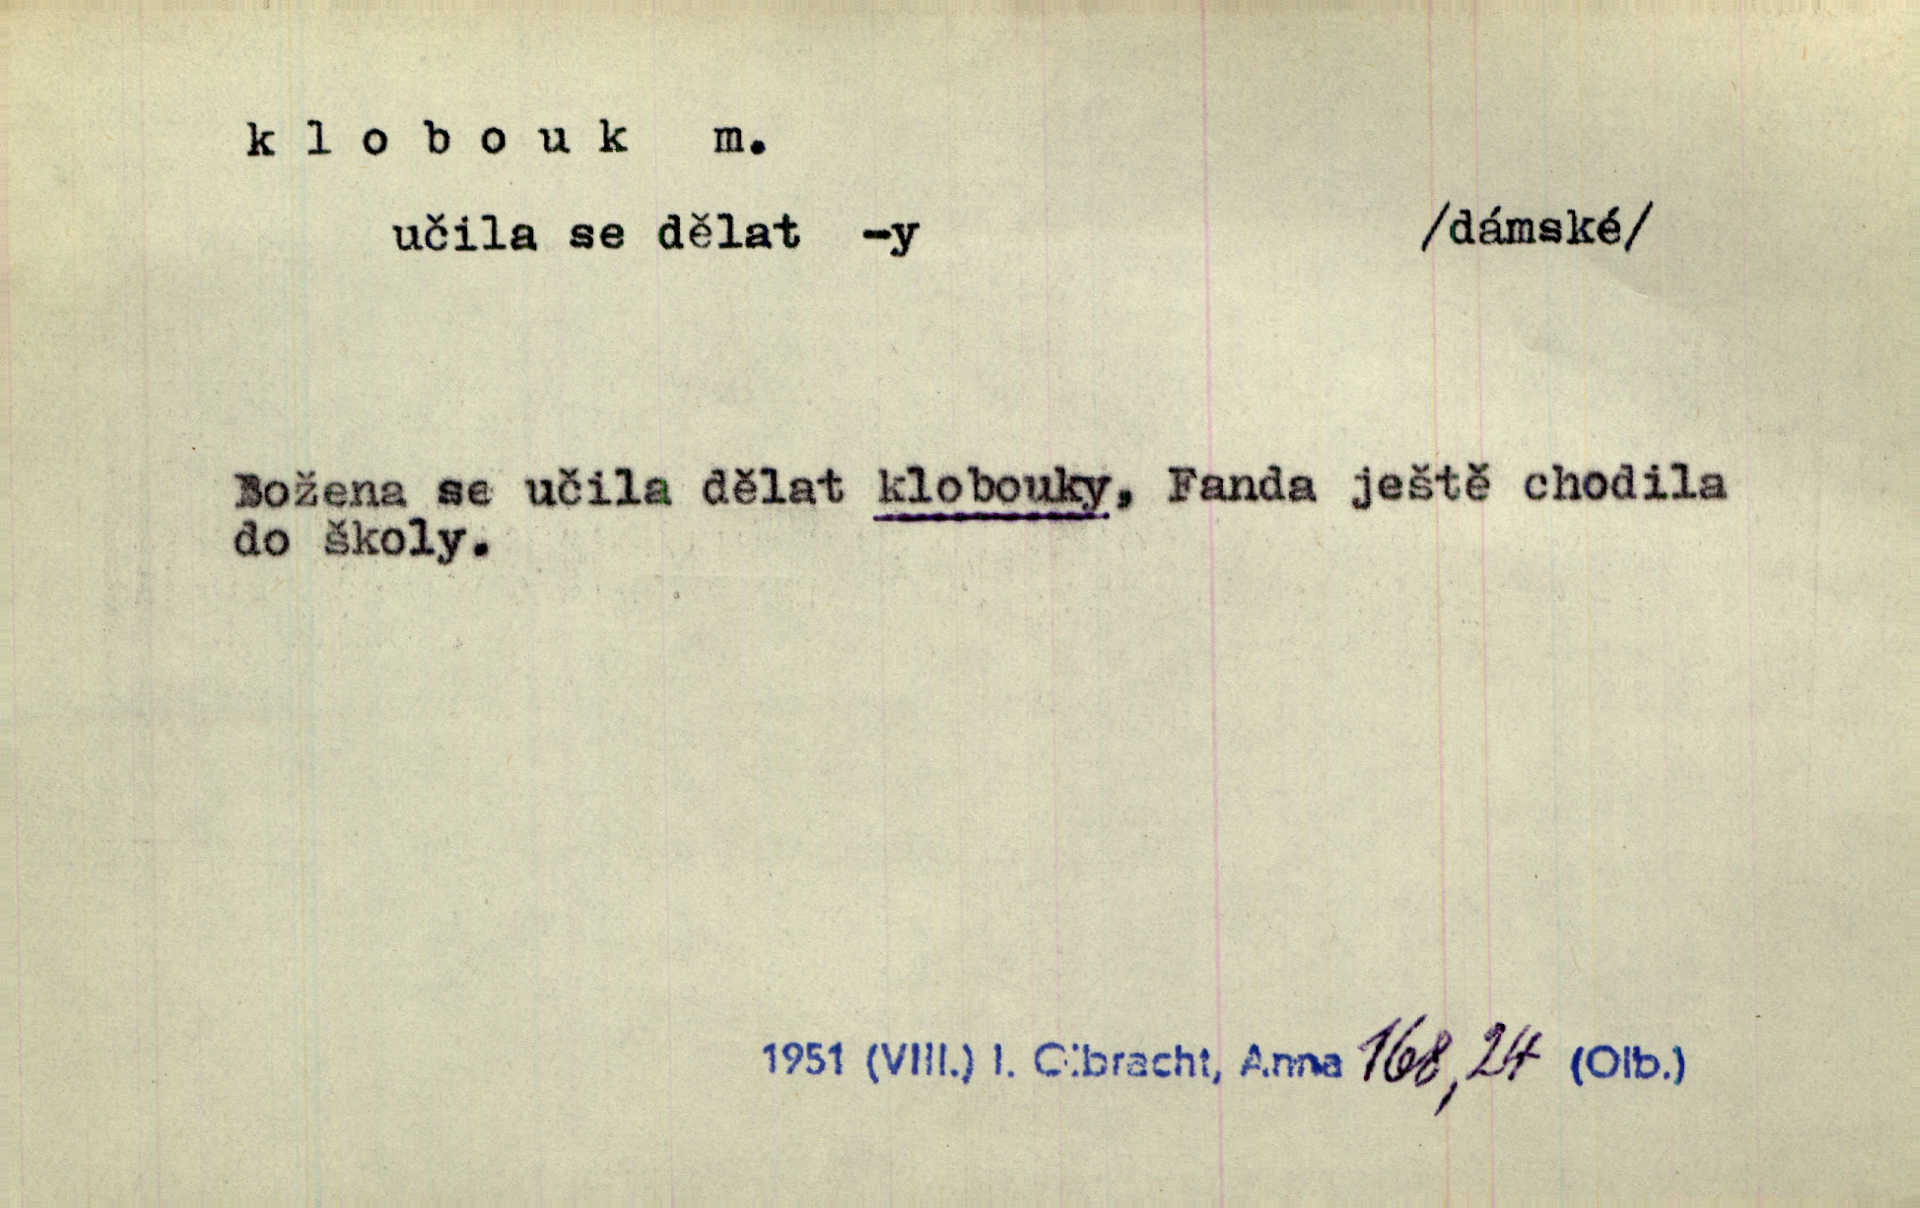 k l o b o u k m.
učila se dělat -y /dámské/
Božena se učila dělat klobouky, Fanda ještě chodila
do školy.
1951 (VIII.) I. Olbracht, Anna 168,24 (Olb.)